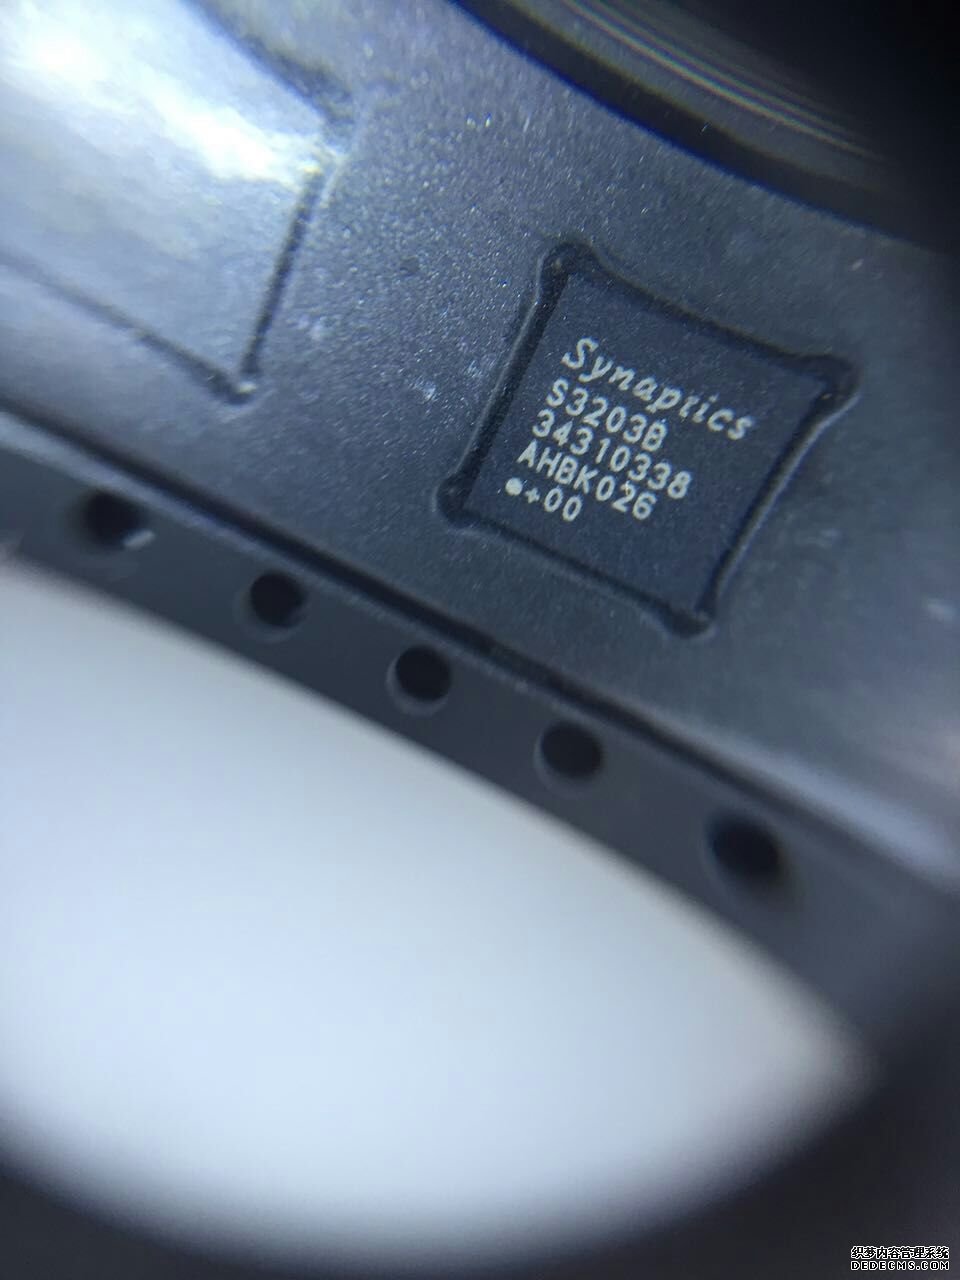 Synaptics
S3203B
34310338
AHBK026
●+00
织梦内容管理系统
DEDECMS.COM